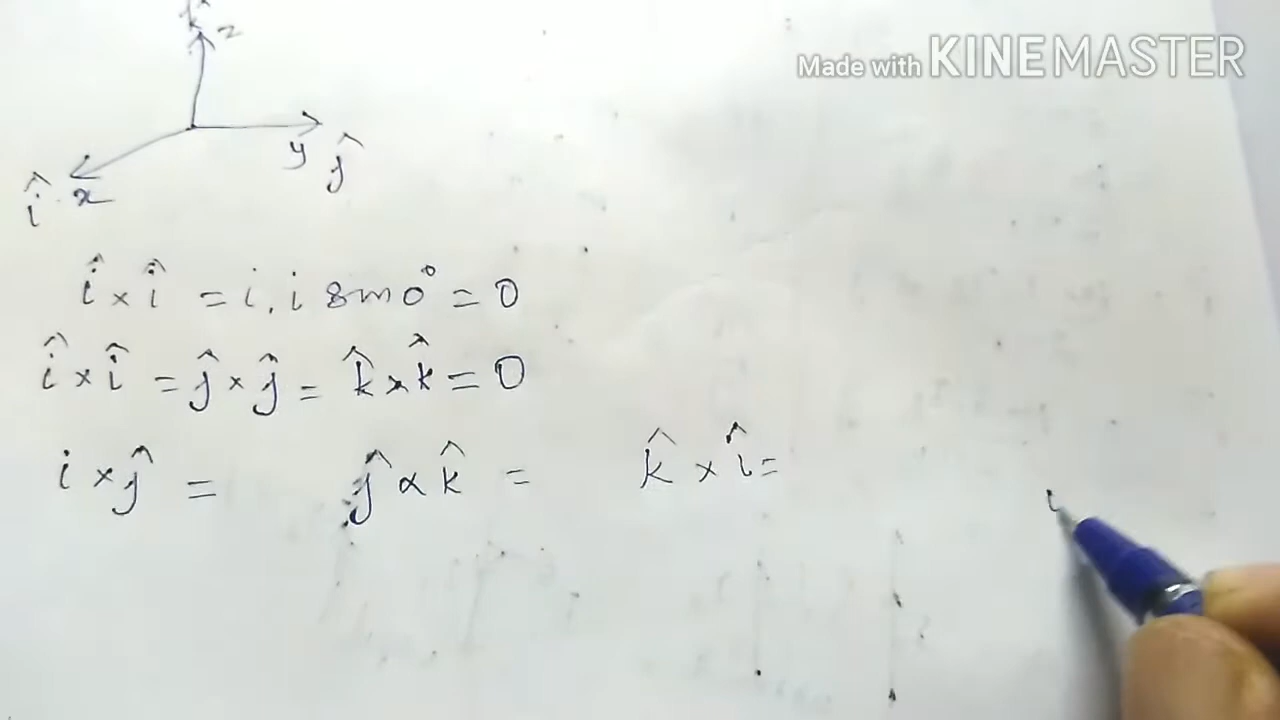 Made with KINEMASTER
k̂ z
y ĵ
î x
î × î = i . i sin 0° = 0
î × î = ĵ × ĵ = k̂ × k̂ = 0
i × ĵ = ĵ × k̂ = k̂ × î =
i